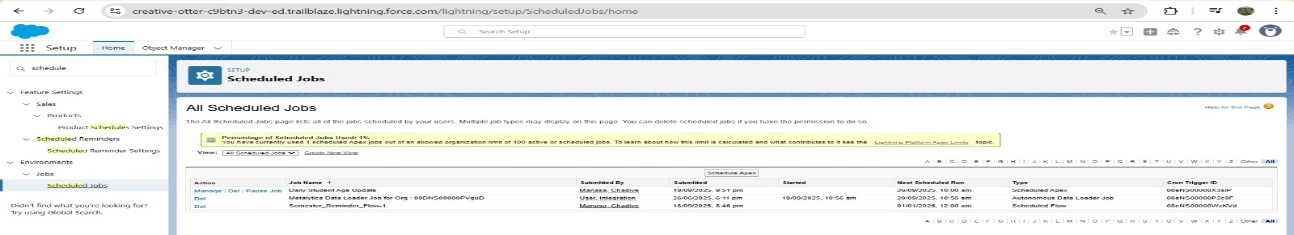 creative-otter-c9btn3-dev-ed.trailblaze.lightning.force.com/lightning/setup/ScheduledJobs/home
Search Setup
Setup Home Object Manager
schedule
Feature Settings
Sales
Products
Product Schedules Settings
Scheduled Reminders
Scheduled Reminder Settings
Environments
Jobs
Scheduled Jobs
Didn't find what you're looking for?
Try using Global Search.
SETUP
Scheduled Jobs
All Scheduled Jobs
Help for this Page
The All Scheduled Jobs page lists all of the jobs scheduled by your users. Multiple job types may display on this page. You can delete scheduled jobs if you have the permission to do so.
Percentage of Scheduled Jobs Used: 1%
You have currently used 1 scheduled Apex jobs out of an allowed organization limit of 100 active or scheduled jobs. To learn about how this limit is calculated and what contributes to it see the Lightning Platform Apex Limits topic.
View: All Scheduled Jobs Create New View
A | B | C | D | E | F | G | H | I | J | K | L | M | N | O | P | Q | R | S | T | U | V | W | X | Y | Z | Other All
Schedule Apex
Action Job Name Submitted By Submitted Started Next Scheduled Run Type Cron Trigger ID
Manage | Del | Pause Job Daily Student Age Update Manasa, Chadive 19/09/2025, 9:51 pm 10:00 am Scheduled Apex
Del Metalytics Data Loader Job for Org : User, Integration 6:11 pm 19/09/2025, 10:56 am 20/09/2025, 10:56 am Autonomous Data Loader Job
Del Semester_Reminder_Flow-1 Manasa, Chadive 8:46 pm 01/01/2026, 12:00 am Scheduled Flow
A | B | C | D | E | F | G | H | I | J | K | L | M | N | O | P | Q | R | S | T | U | V | W | X | Y | Z | Other All